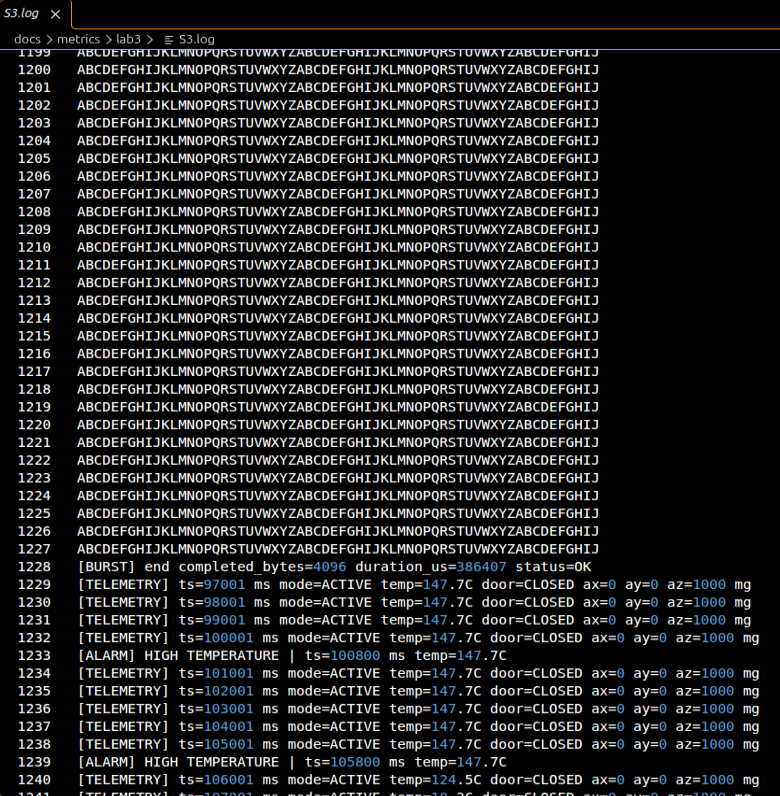 S3.log ×
docs > metrics > lab3 > S3.log
1199 ABCDEFGHIJKLMNOPQRSTUVWXYZABCDEFGHIJKLMNOPQRSTUVWXYZABCDEFGHIJ
1200 ABCDEFGHIJKLMNOPQRSTUVWXYZABCDEFGHIJKLMNOPQRSTUVWXYZABCDEFGHIJ
1201 ABCDEFGHIJKLMNOPQRSTUVWXYZABCDEFGHIJKLMNOPQRSTUVWXYZABCDEFGHIJ
1202 ABCDEFGHIJKLMNOPQRSTUVWXYZABCDEFGHIJKLMNOPQRSTUVWXYZABCDEFGHIJ
1203 ABCDEFGHIJKLMNOPQRSTUVWXYZABCDEFGHIJKLMNOPQRSTUVWXYZABCDEFGHIJ
1204 ABCDEFGHIJKLMNOPQRSTUVWXYZABCDEFGHIJKLMNOPQRSTUVWXYZABCDEFGHIJ
1205 ABCDEFGHIJKLMNOPQRSTUVWXYZABCDEFGHIJKLMNOPQRSTUVWXYZABCDEFGHIJ
1206 ABCDEFGHIJKLMNOPQRSTUVWXYZABCDEFGHIJKLMNOPQRSTUVWXYZABCDEFGHIJ
1207 ABCDEFGHIJKLMNOPQRSTUVWXYZABCDEFGHIJKLMNOPQRSTUVWXYZABCDEFGHIJ
1208 ABCDEFGHIJKLMNOPQRSTUVWXYZABCDEFGHIJKLMNOPQRSTUVWXYZABCDEFGHIJ
1209 ABCDEFGHIJKLMNOPQRSTUVWXYZABCDEFGHIJKLMNOPQRSTUVWXYZABCDEFGHIJ
1210 ABCDEFGHIJKLMNOPQRSTUVWXYZABCDEFGHIJKLMNOPQRSTUVWXYZABCDEFGHIJ
1211 ABCDEFGHIJKLMNOPQRSTUVWXYZABCDEFGHIJKLMNOPQRSTUVWXYZABCDEFGHIJ
1212 ABCDEFGHIJKLMNOPQRSTUVWXYZABCDEFGHIJKLMNOPQRSTUVWXYZABCDEFGHIJ
1213 ABCDEFGHIJKLMNOPQRSTUVWXYZABCDEFGHIJKLMNOPQRSTUVWXYZABCDEFGHIJ
1214 ABCDEFGHIJKLMNOPQRSTUVWXYZABCDEFGHIJKLMNOPQRSTUVWXYZABCDEFGHIJ
1215 ABCDEFGHIJKLMNOPQRSTUVWXYZABCDEFGHIJKLMNOPQRSTUVWXYZABCDEFGHIJ
1216 ABCDEFGHIJKLMNOPQRSTUVWXYZABCDEFGHIJKLMNOPQRSTUVWXYZABCDEFGHIJ
1217 ABCDEFGHIJKLMNOPQRSTUVWXYZABCDEFGHIJKLMNOPQRSTUVWXYZABCDEFGHIJ
1218 ABCDEFGHIJKLMNOPQRSTUVWXYZABCDEFGHIJKLMNOPQRSTUVWXYZABCDEFGHIJ
1219 ABCDEFGHIJKLMNOPQRSTUVWXYZABCDEFGHIJKLMNOPQRSTUVWXYZABCDEFGHIJ
1220 ABCDEFGHIJKLMNOPQRSTUVWXYZABCDEFGHIJKLMNOPQRSTUVWXYZABCDEFGHIJ
1221 ABCDEFGHIJKLMNOPQRSTUVWXYZABCDEFGHIJKLMNOPQRSTUVWXYZABCDEFGHIJ
1222 ABCDEFGHIJKLMNOPQRSTUVWXYZABCDEFGHIJKLMNOPQRSTUVWXYZABCDEFGHIJ
1223 ABCDEFGHIJKLMNOPQRSTUVWXYZABCDEFGHIJKLMNOPQRSTUVWXYZABCDEFGHIJ
1224 ABCDEFGHIJKLMNOPQRSTUVWXYZABCDEFGHIJKLMNOPQRSTUVWXYZABCDEFGHIJ
1225 ABCDEFGHIJKLMNOPQRSTUVWXYZABCDEFGHIJKLMNOPQRSTUVWXYZABCDEFGHIJ
1226 ABCDEFGHIJKLMNOPQRSTUVWXYZABCDEFGHIJKLMNOPQRSTUVWXYZABCDEFGHIJ
1227 ABCDEFGHIJKLMNOPQRSTUVWXYZABCDEFGHIJKLMNOPQRSTUVWXYZABCDEFGHIJ
1228 [BURST] end completed_bytes=4096 duration_us=386407 status=OK
1229 [TELEMETRY] ts=97001 ms mode=ACTIVE temp=147.7C door=CLOSED ax=0 ay=0 az=1000 mg
1230 [TELEMETRY] ts=98001 ms mode=ACTIVE temp=147.7C door=CLOSED ax=0 ay=0 az=1000 mg
1231 [TELEMETRY] ts=99001 ms mode=ACTIVE temp=147.7C door=CLOSED ax=0 ay=0 az=1000 mg
1232 [TELEMETRY] ts=100001 ms mode=ACTIVE temp=147.7C door=CLOSED ax=0 ay=0 az=1000 mg
1233 [ALARM] HIGH TEMPERATURE | ts=100800 ms temp=147.7C
1234 [TELEMETRY] ts=101001 ms mode=ACTIVE temp=147.7C door=CLOSED ax=0 ay=0 az=1000 mg
1235 [TELEMETRY] ts=102001 ms mode=ACTIVE temp=147.7C door=CLOSED ax=0 ay=0 az=1000 mg
1236 [TELEMETRY] ts=103001 ms mode=ACTIVE temp=147.7C door=CLOSED ax=0 ay=0 az=1000 mg
1237 [TELEMETRY] ts=104001 ms mode=ACTIVE temp=147.7C door=CLOSED ax=0 ay=0 az=1000 mg
1238 [TELEMETRY] ts=105001 ms mode=ACTIVE temp=147.7C door=CLOSED ax=0 ay=0 az=1000 mg
1239 [ALARM] HIGH TEMPERATURE | ts=105800 ms temp=147.7C
1240 [TELEMETRY] ts=106001 ms mode=ACTIVE temp=124.5C door=CLOSED ax=0 ay=0 az=1000 mg